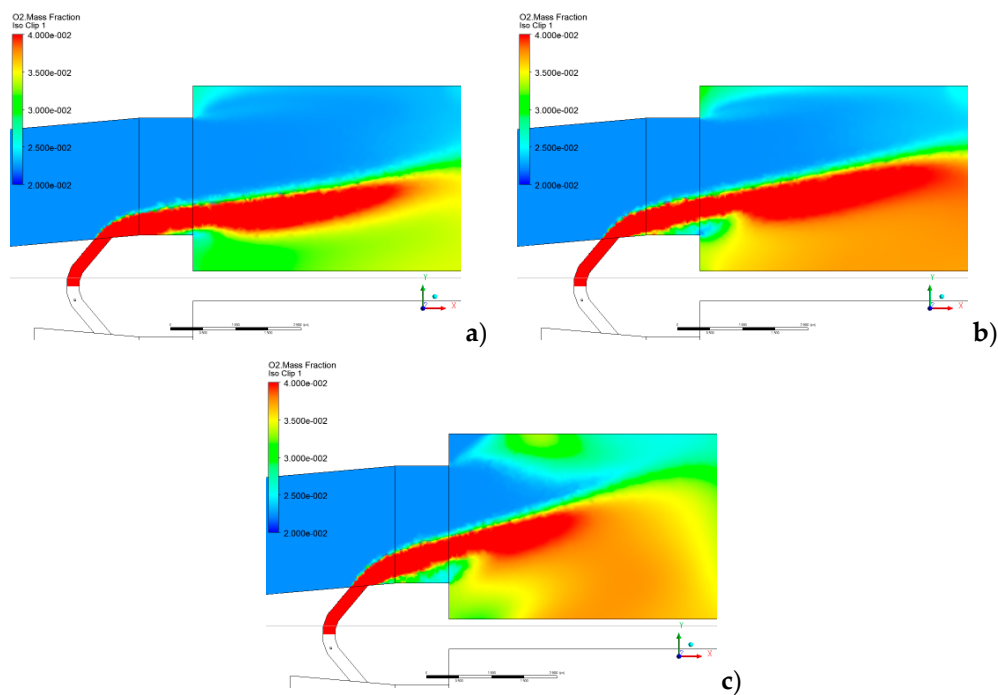 O2.Mass Fraction
Iso Clip 1
4.000e-002
3.500e-002
3.000e-002
2.500e-002
2.000e-002
Y
Z
X
a)
O2.Mass Fraction
Iso Clip 1
4.000e-002
3.500e-002
3.000e-002
2.500e-002
2.000e-002
Y
X
b)
O2.Mass Fraction
Iso Clip 1
4.000e-002
3.500e-002
3.000e-002
2.500e-002
2.000e-002
Y
X
c)